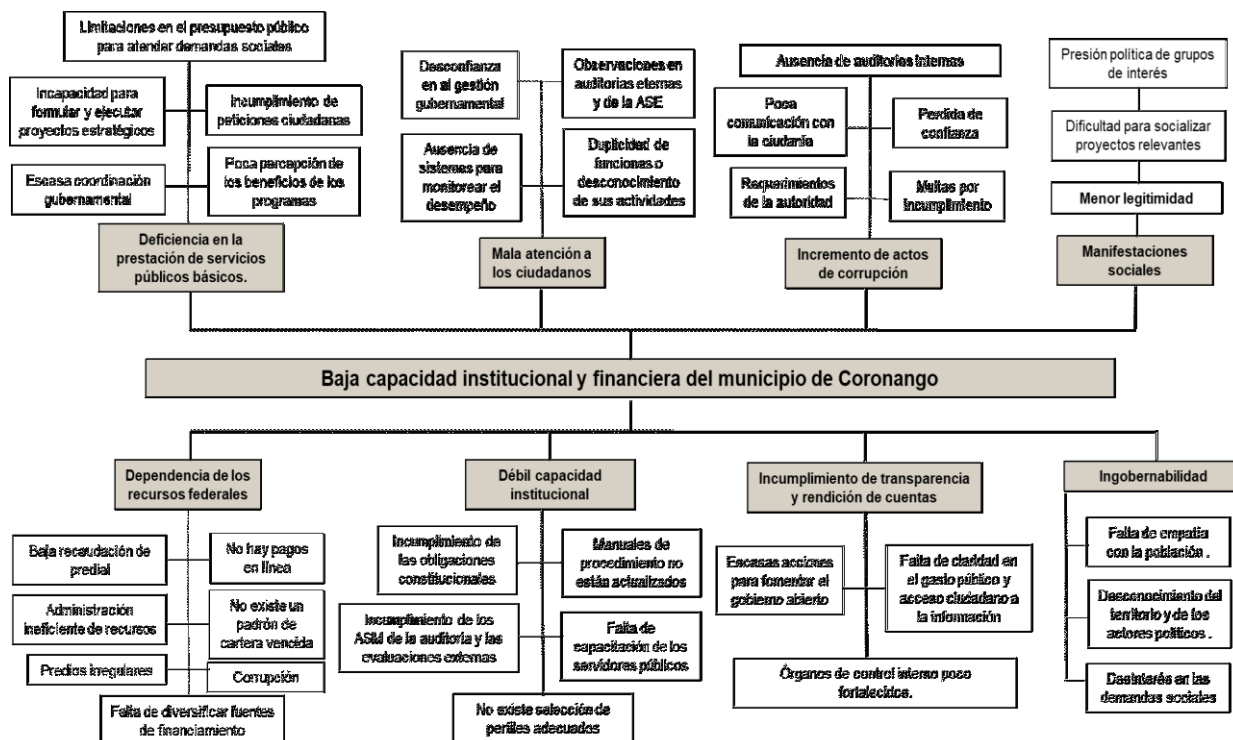 Limitaciones en el presupuesto público
para atender demandas sociales
Incapacidad para
formular y ejecutar
proyectos estratégicos
Incumplimiento de
peticiones ciudadanas
Escasa coordinación
gubernamental
Poca percepción de
los beneficios de los
programas
Deficiencia en la
prestación de servicios
públicos básicos.
Desconfianza
en al gestión
gubernamental
Observaciones en
auditorias eternas
y de la ASE
Ausencia de
sistemas para
monitorear el
desempeño
Duplicidad de
funciones o
desconocimiento
de sus actividades
Mala atención a
los ciudadanos
Ausencia de auditorias internas
Poca
comunicación con
la ciudanía
Perdida de
confianza
Requerimientos
de la autoridad
Multas por
incumplimiento
Incremento de actos
de corrupción
Presión política de grupos
de interés
Dificultad para socializar
proyectos relevantes
Menor legitimidad
Manifestaciones
sociales
Baja capacidad institucional y financiera del municipio de Coronango
Dependencia de los
recursos federales
Baja recaudación de
predial
No hay pagos
en línea
Administración
ineficiente de recursos
No existe un
padrón de
cartera vencida
Predios irregulares
Corrupción
Falta de diversificar fuentes
de financiamiento
Débil capacidad
institucional
Incumplimiento de
las obligaciones
constitucionales
Manuales de
procedimiento no
están actualizados
Incumplimiento de los
ASM de la auditoria y las
evaluaciones externas
Falta de
capacitación de los
servidores públicos
No existe selección de
perfiles adecuados
Incumplimiento de transparencia
y rendición de cuentas
Escasas acciones
para fomentar el
gobierno abierto
Falta de claridad en
el gasto público y
acceso ciudadano a
la información
Órganos de control interno poco
fortalecidos.
Ingobernabilidad
Falta de empatía
con la población .
Desconocimiento del
territorio y de los
actores políticos .
Desinterés en las
demandas sociales